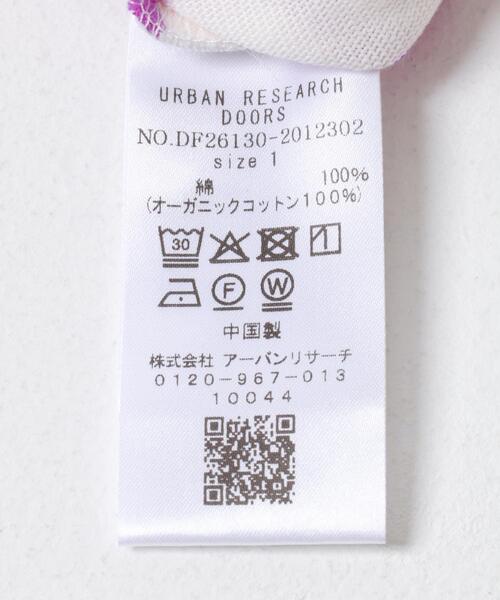 URBAN RESEARCH
DOORS
NO.DF26130-2012302
size 1
綿 100%
(オーガニックコットン100%)
30
F W
中国製
株式会社 アーバンリサーチ
0120-967-013
10044